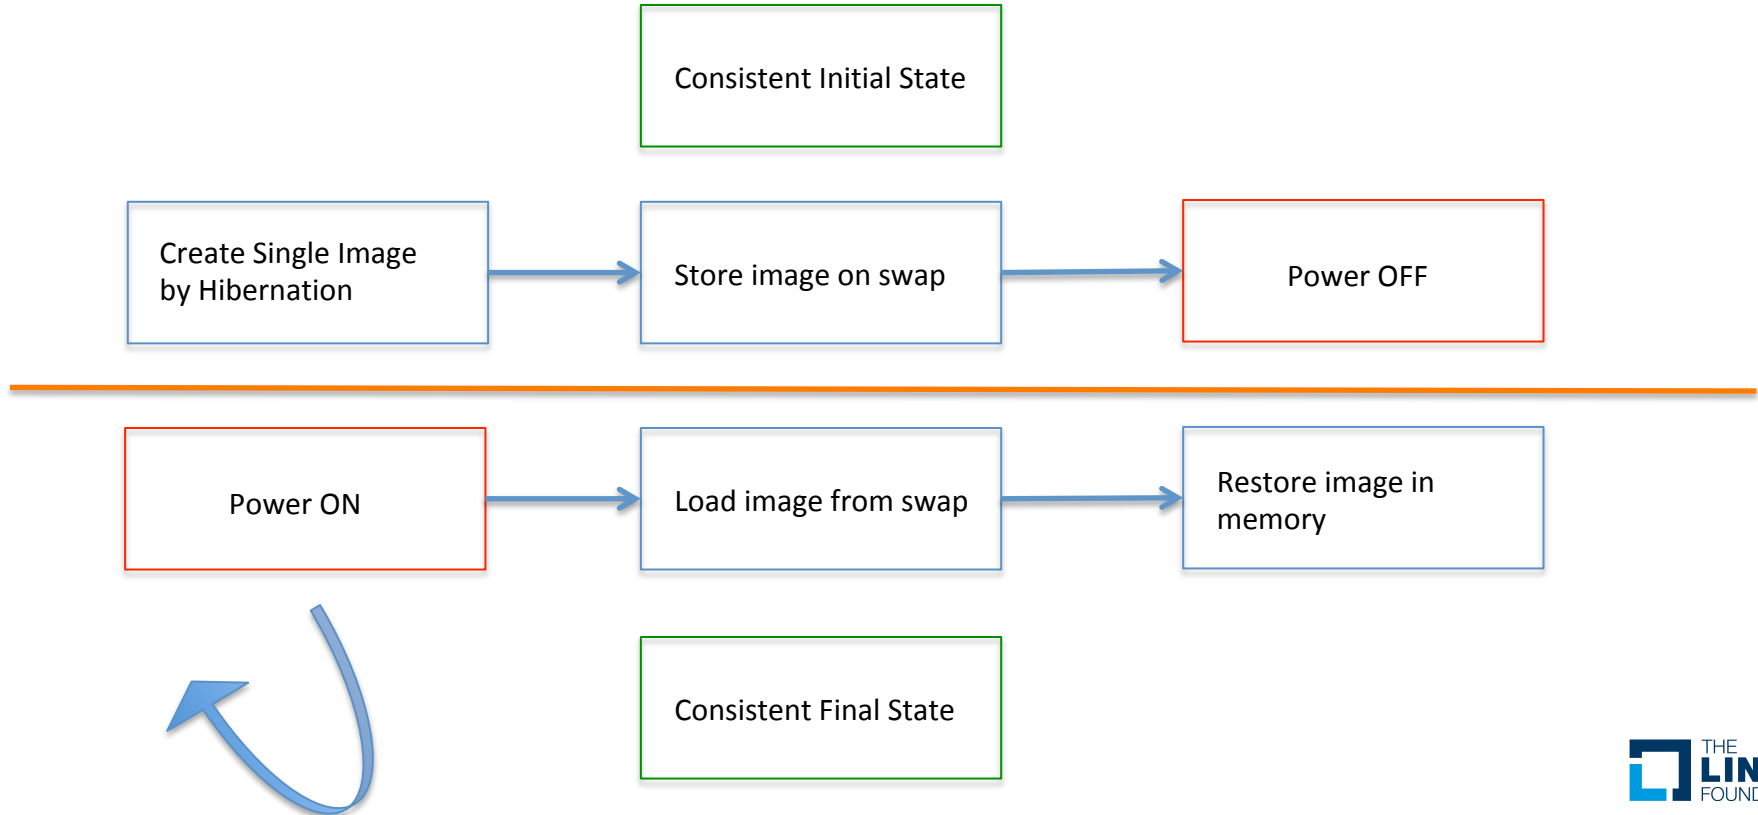 Consistent Initial State
Create Single Image
by Hibernation
Store image on swap
Power OFF
Power ON
Load image from swap
Restore image in
memory
Consistent Final State
THE